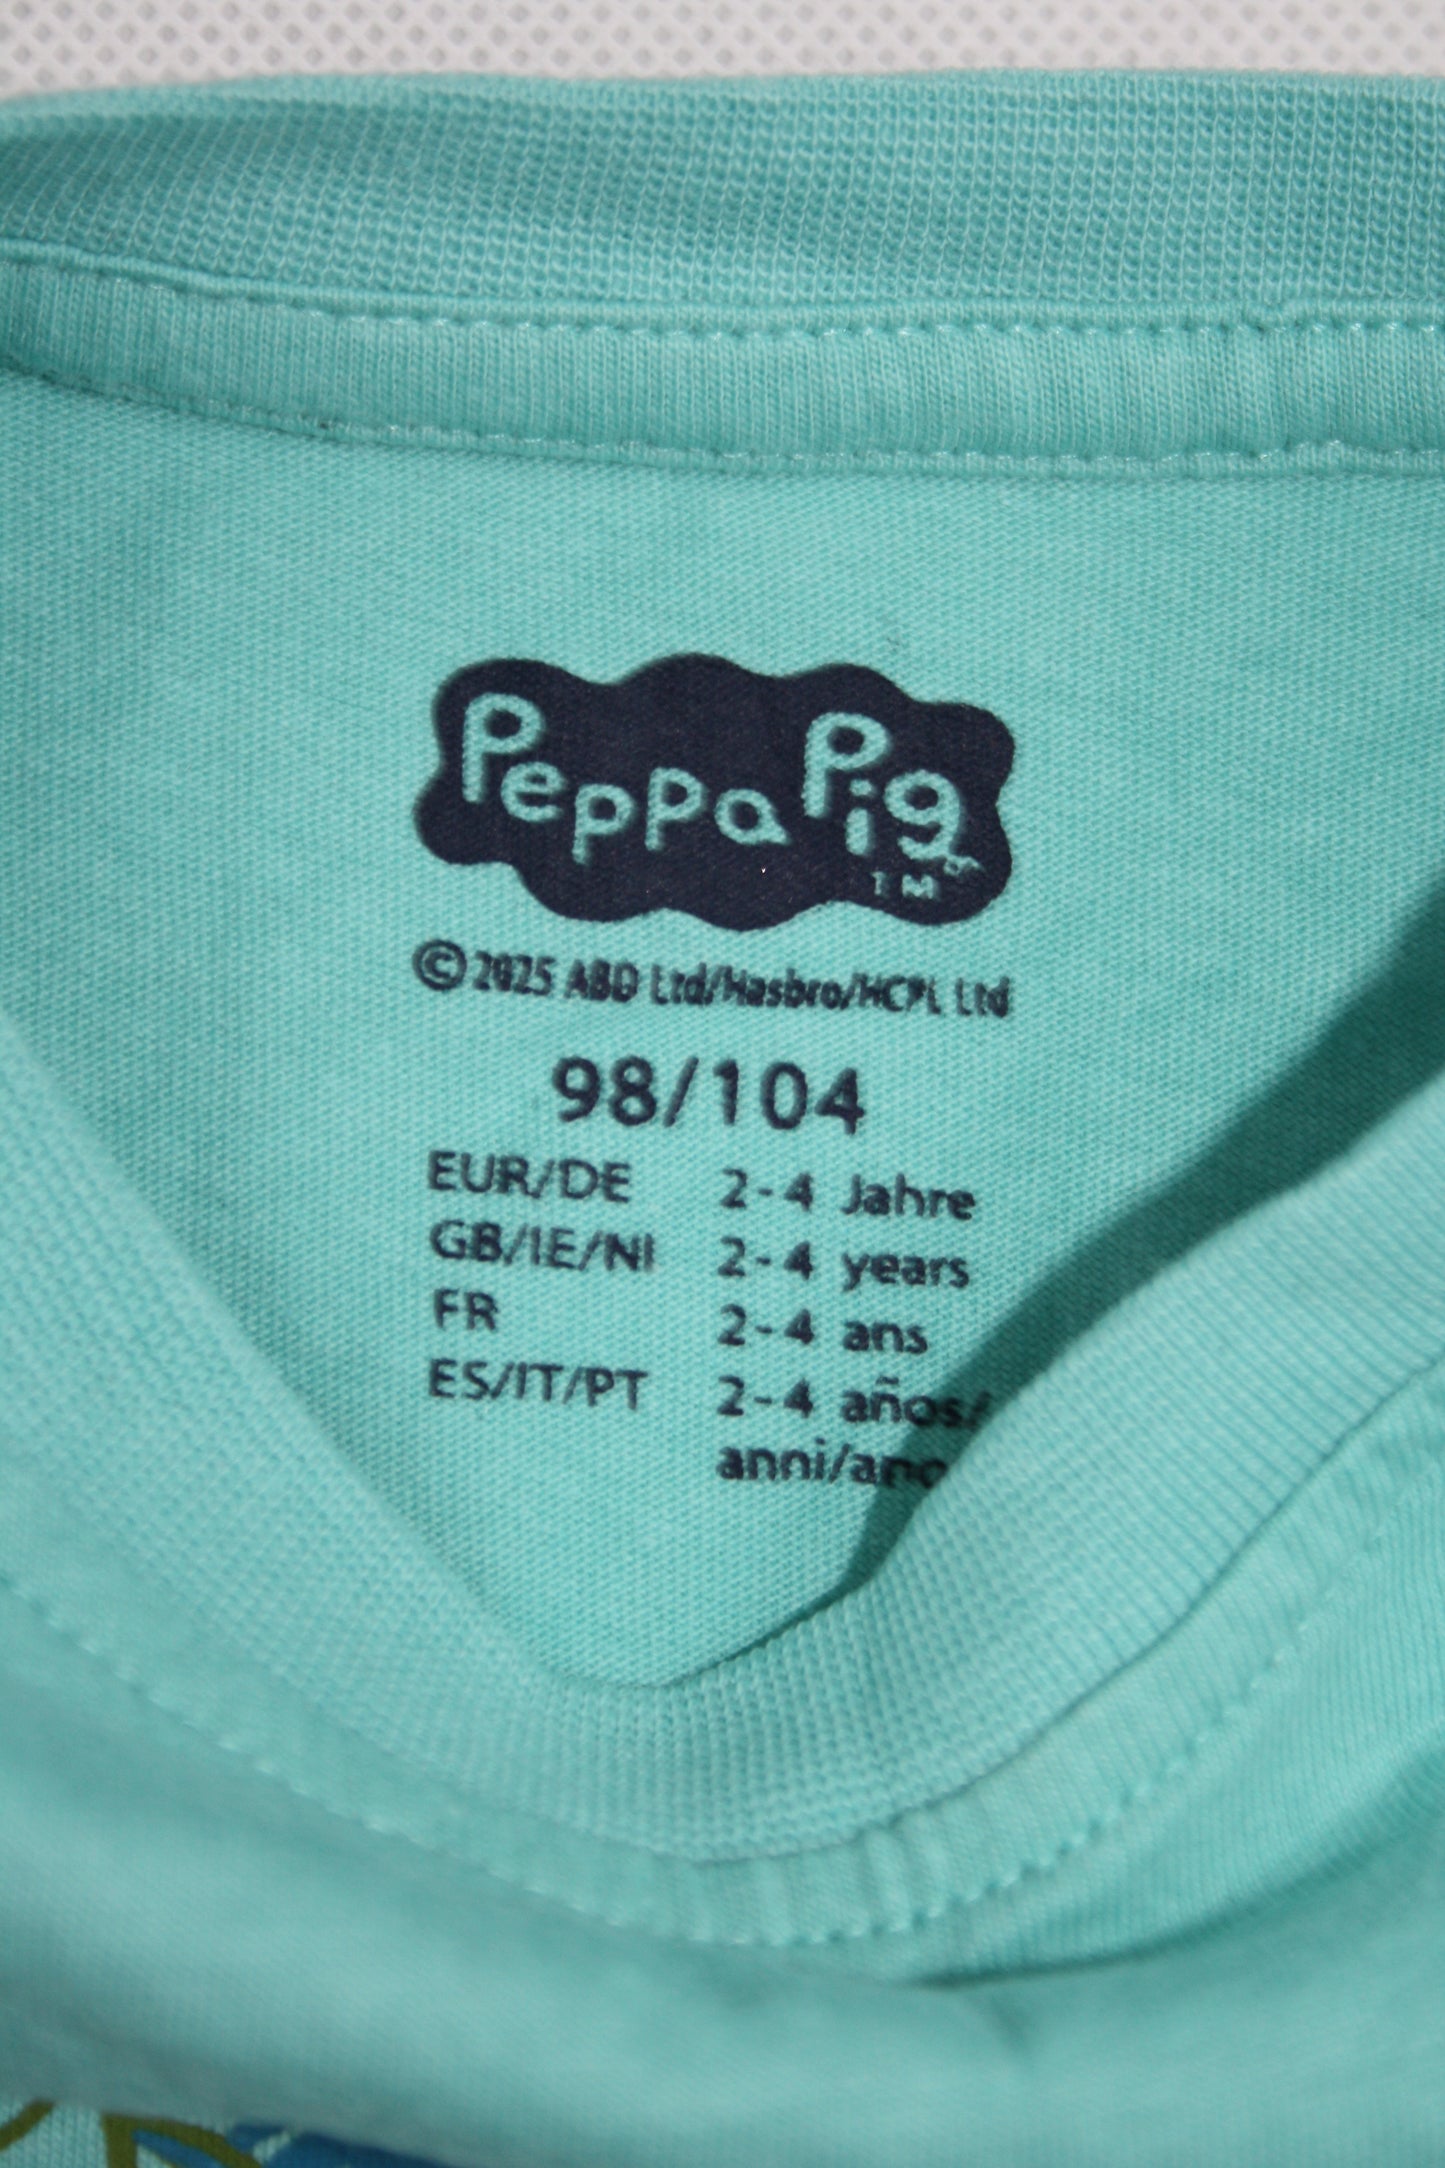 Peppa Pig
TM
© 2025 ABD Ltd/Hasbro/HCPL Ltd
98/104
EUR/DE 2-4 Jahre
GB/IE/NI 2-4 years
FR 2-4 ans
ES/IT/PT 2-4 años/
anni/ano